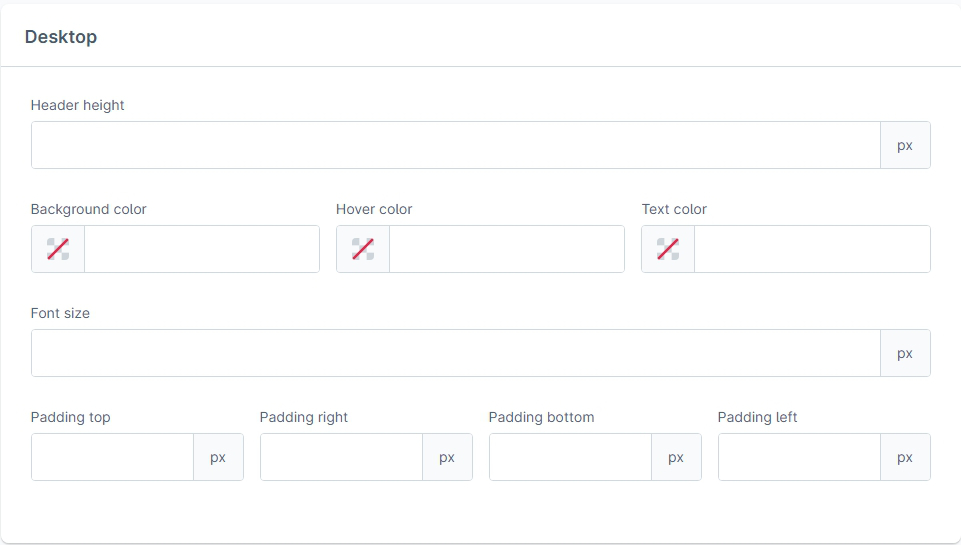 Desktop
Header height
px
Background color Hover color Text color
Font size
px
Padding top Padding right Padding bottom Padding left
px px px px